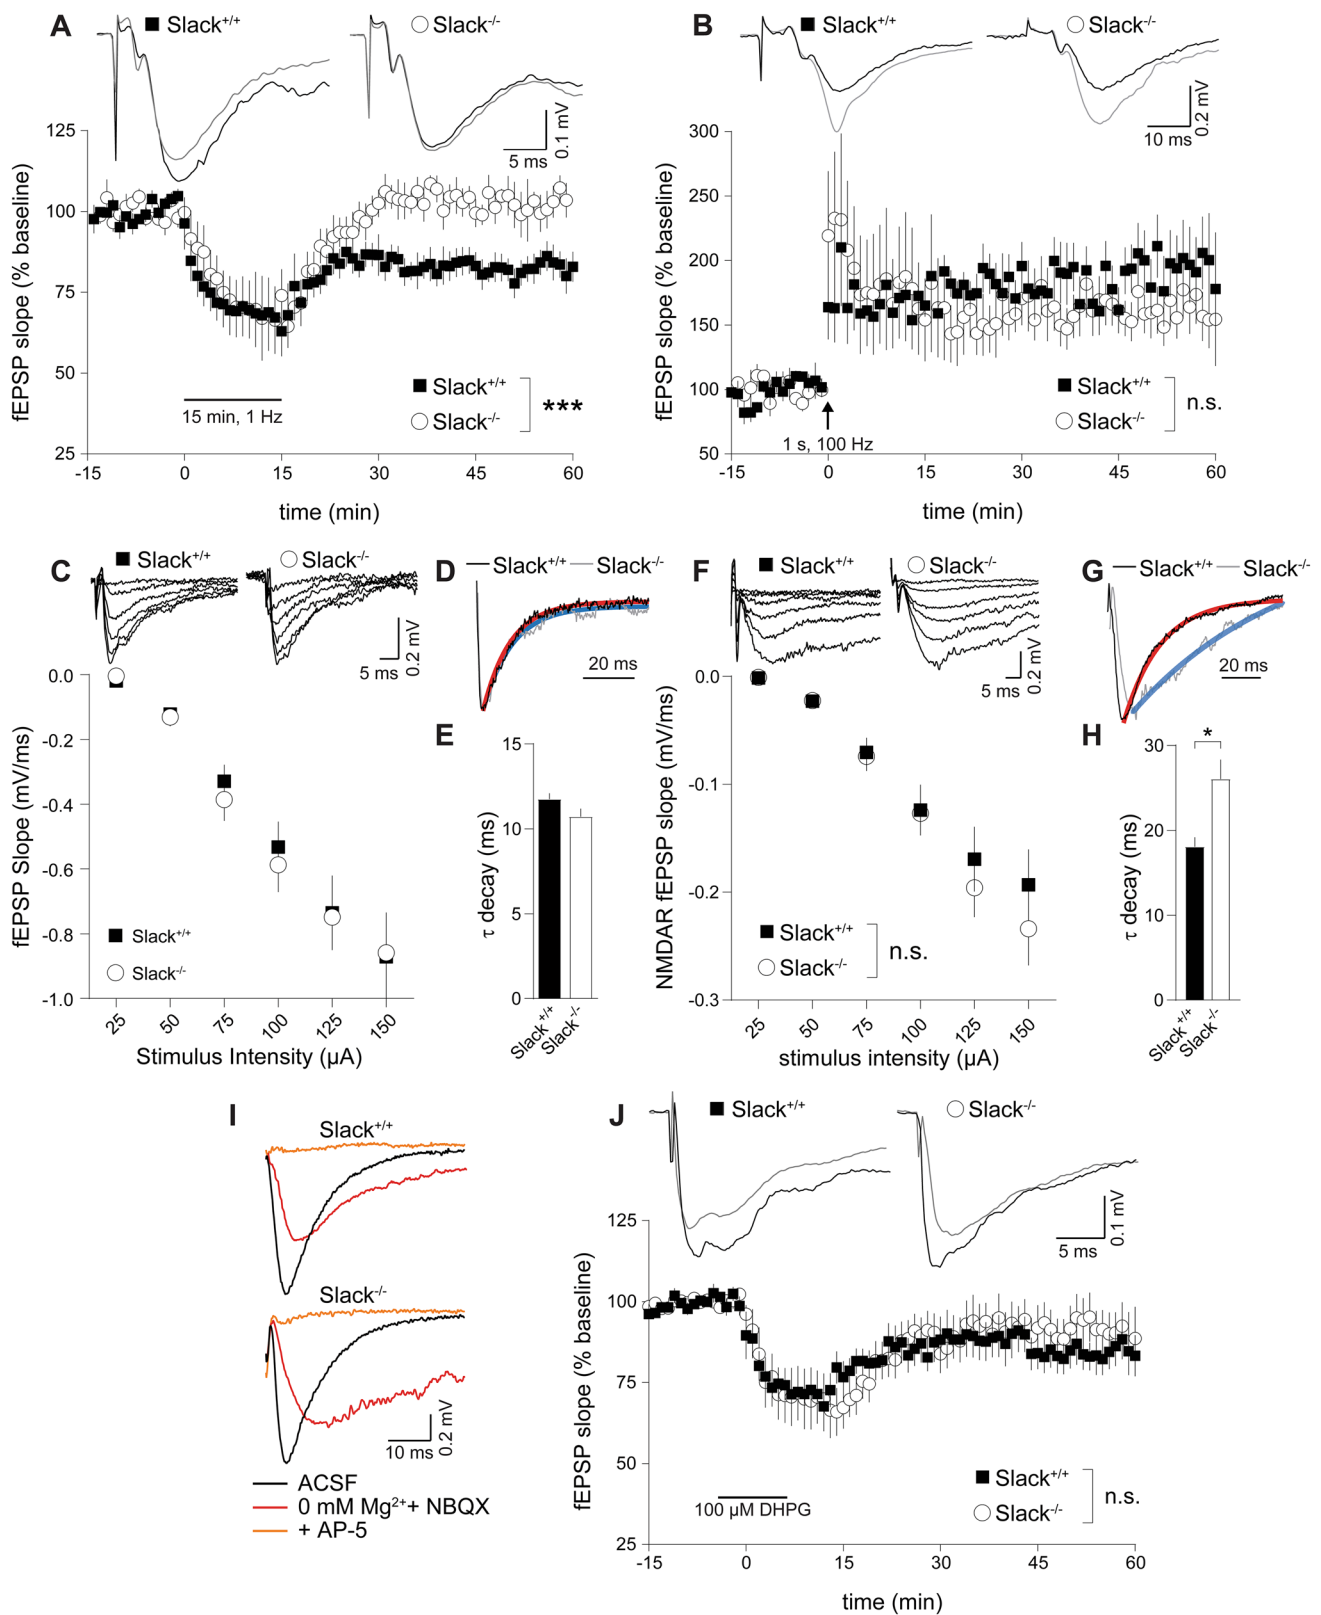 A
Slack+/+
Slack-/-
0.1 mV
5 ms
fEPSP slope (% baseline)
125
100
75
50
25
-15
0
15
30
45
60
time (min)
15 min, 1 Hz
Slack+/+
Slack-/-
***
B
Slack+/+
Slack-/-
0.2 mV
10 ms
fEPSP slope (% baseline)
300
250
200
150
100
50
-15
0
15
30
45
60
time (min)
1 s, 100 Hz
Slack+/+
Slack-/-
n.s.
C
Slack+/+
Slack-/-
0.2 mV
5 ms
fEPSP Slope (mV/ms)
0.0
-0.2
-0.4
-0.6
-0.8
-1.0
25
50
75
100
125
150
Stimulus Intensity (µA)
Slack+/+
Slack-/-
D
Slack+/+
Slack-/-
20 ms
E
τ decay (ms)
15
10
5
0
Slack+/+
Slack-/-
F
Slack+/+
Slack-/-
0.2 mV
5 ms
NMDAR fEPSP slope (mV/ms)
0.0
-0.1
-0.2
-0.3
25
50
75
100
125
150
stimulus intensity (µA)
Slack+/+
Slack-/-
n.s.
G
Slack+/+
Slack-/-
20 ms
H
τ decay (ms)
30
20
10
0
*
Slack+/+
Slack-/-
I
Slack+/+
Slack-/-
10 ms
0.2 mV
ACSF
0 mM Mg2++ NBQX
+ AP-5
J
Slack+/+
Slack-/-
0.1 mV
5 ms
fEPSP slope (% baseline)
125
100
75
50
25
-15
0
15
30
45
60
time (min)
100 µM DHPG
Slack+/+
Slack-/-
n.s.